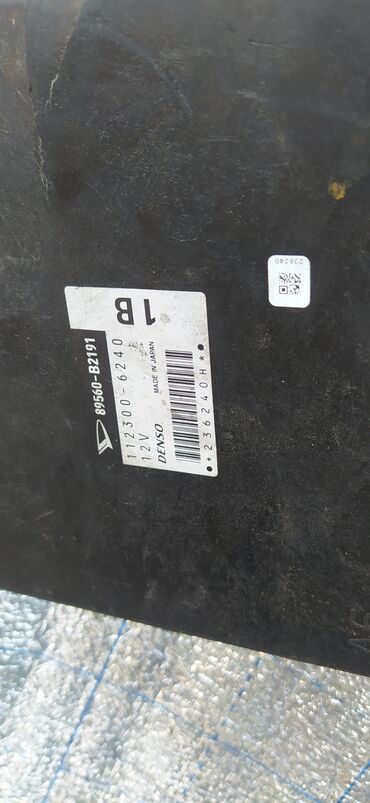 89560-B2191
1B
112300-6240
12V
DENSO
MADE IN JAPAN
*236240H*
236240